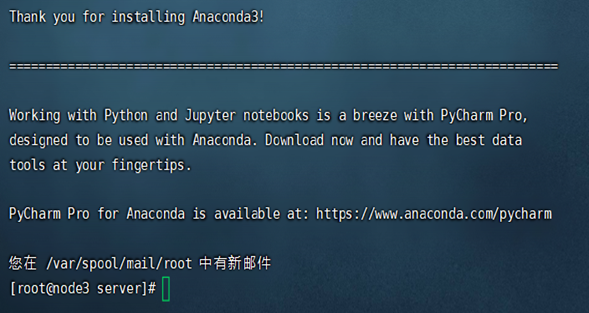 Thank you for installing Anaconda3!
===========================================================================
Working with Python and Jupyter notebooks is a breeze with PyCharm Pro,
designed to be used with Anaconda. Download now and have the best data
tools at your fingertips.
PyCharm Pro for Anaconda is available at: https://www.anaconda.com/pycharm
您在 /var/spool/mail/root 中有新邮件
[root@node3 server]#